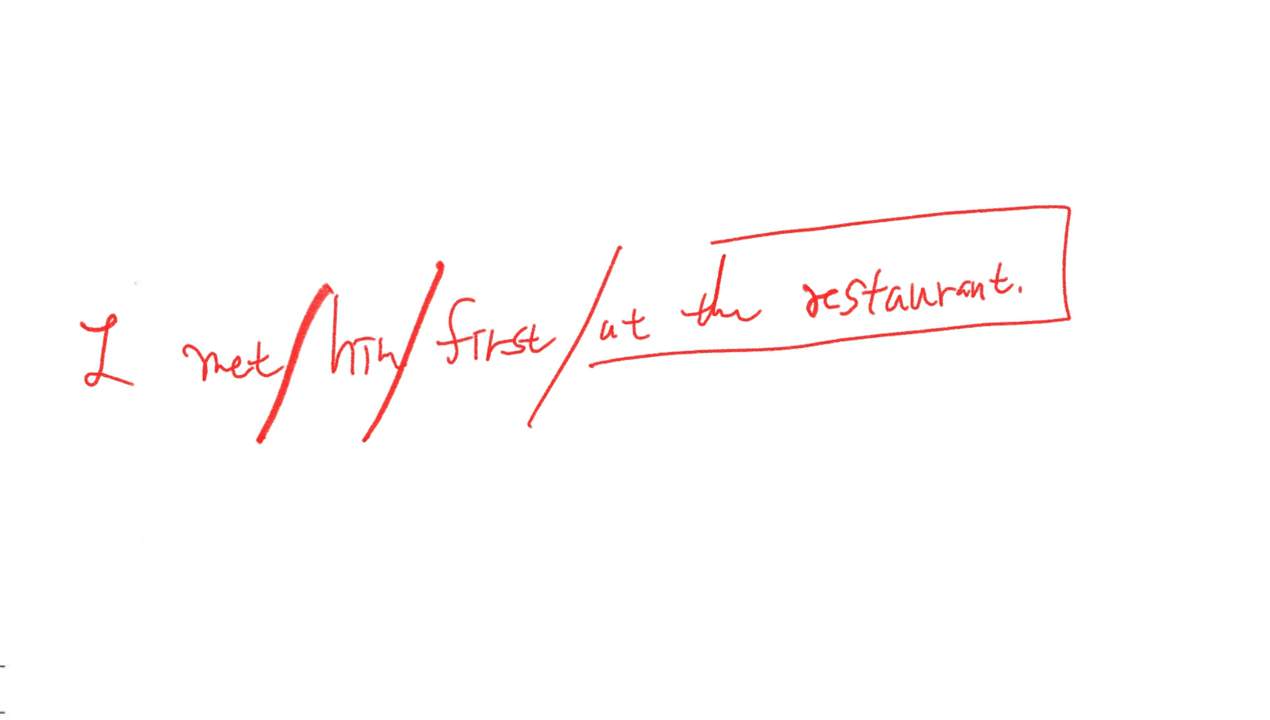 I met / him / first / at the restaurant.